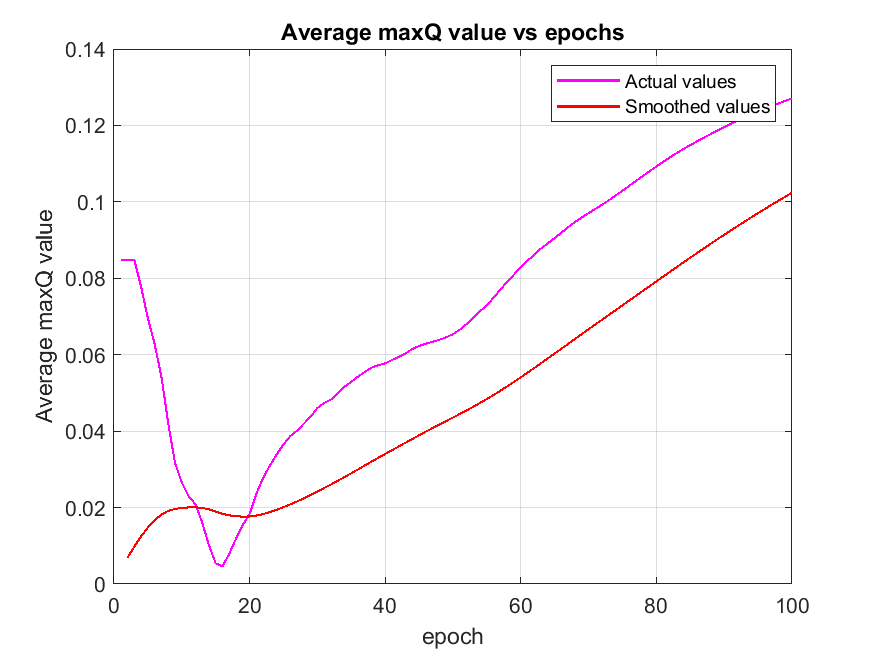 Average maxQ value vs epochs
Actual values
Smoothed values
Average maxQ value
0.14
0.12
0.1
0.08
0.06
0.04
0.02
0
0 20 40 60 80 100
epoch